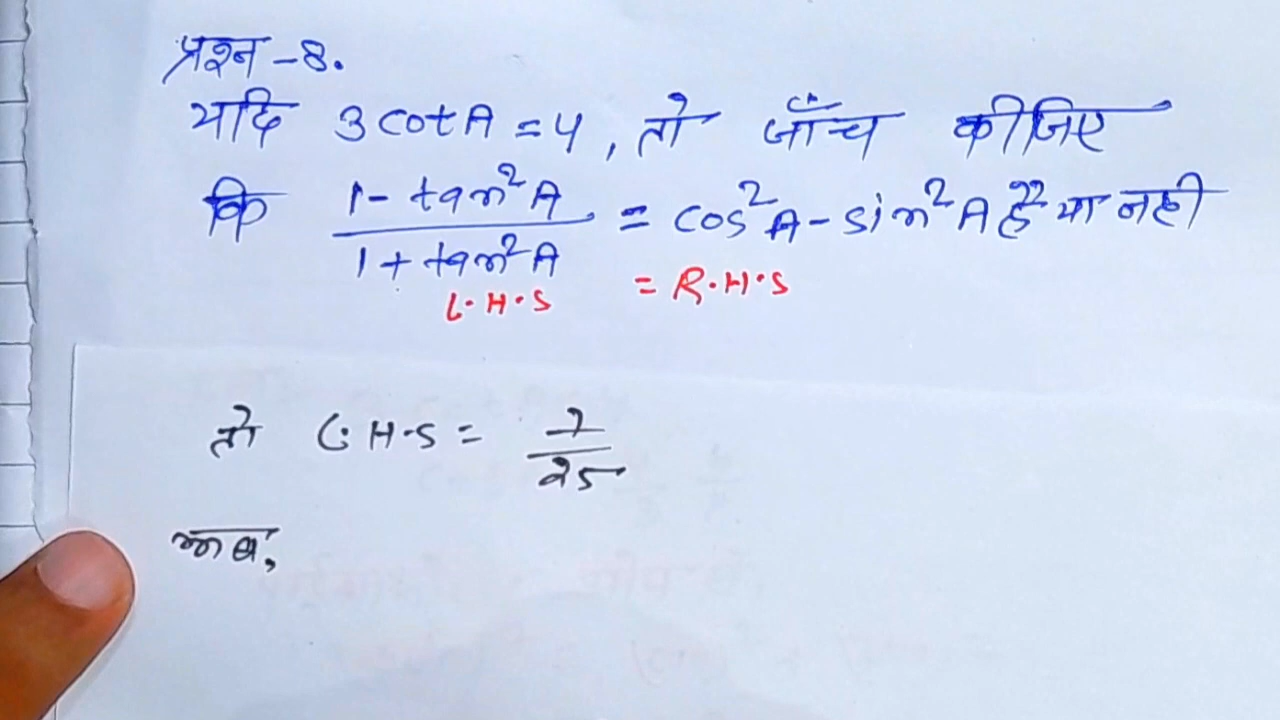 प्रश्न -8.
यदि 3 cot A = 4, तो जाँच कीजिए
कि (1 - tan²A)/(1 + tan²A) = cos²A - sin²A है या नही
L.H.S = R.H.S
तो L.H.S = 7/25
अब,